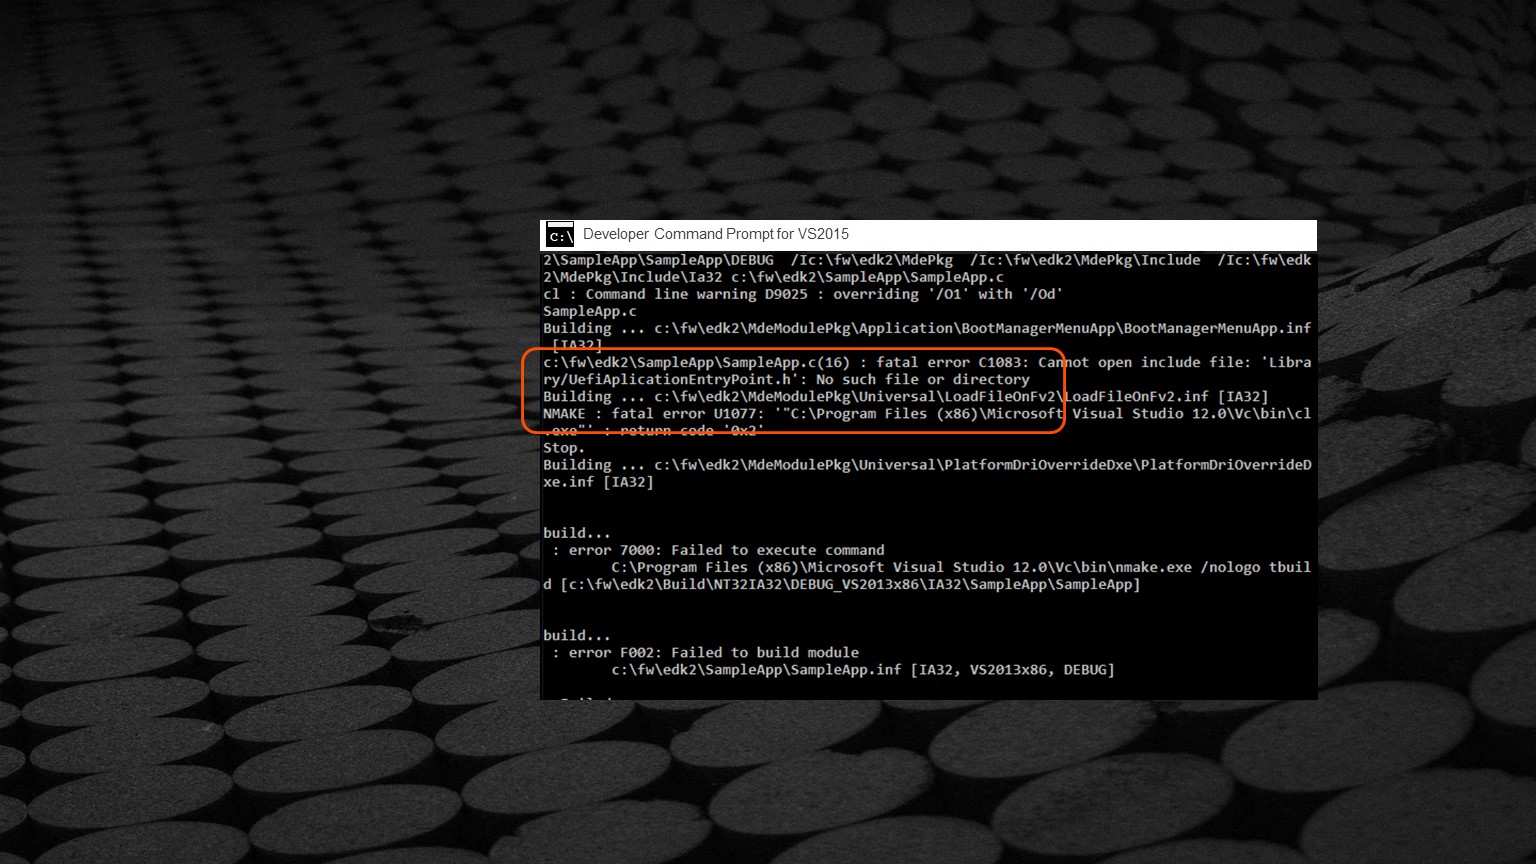 C:\ Developer Command Prompt for VS2015
2\SampleApp\SampleApp\DEBUG /Ic:\fw\edk2\MdePkg /Ic:\fw\edk2\MdePkg\Include /Ic:\fw\edk
2\MdePkg\Include\Ia32 c:\fw\edk2\SampleApp\SampleApp.c
cl : Command line warning D9025 : overriding '/O1' with '/Od'
SampleApp.c
Building ... c:\fw\edk2\MdeModulePkg\Application\BootManagerMenuApp\BootManagerMenuApp.inf
[IA32]
c:\fw\edk2\SampleApp\SampleApp.c(16) : fatal error C1083: Cannot open include file: 'Libra
ry/UefiAplicationEntryPoint.h': No such file or directory
Building ... c:\fw\edk2\MdeModulePkg\Universal\LoadFileOnFv2\LoadFileOnFv2.inf [IA32]
NMAKE : fatal error U1077: '"C:\Program Files (x86)\Microsoft Visual Studio 12.0\Vc\bin\cl
.exe"' : return code '0x2'
Stop.
Building ... c:\fw\edk2\MdeModulePkg\Universal\PlatformDriOverrideDxe\PlatformDriOverrideD
xe.inf [IA32]
build...
: error 7000: Failed to execute command
C:\Program Files (x86)\Microsoft Visual Studio 12.0\Vc\bin\nmake.exe /nologo tbuil
d [c:\fw\edk2\Build\NT32IA32\DEBUG_VS2013x86\IA32\SampleApp\SampleApp]
build...
: error F002: Failed to build module
c:\fw\edk2\SampleApp\SampleApp.inf [IA32, VS2013x86, DEBUG]